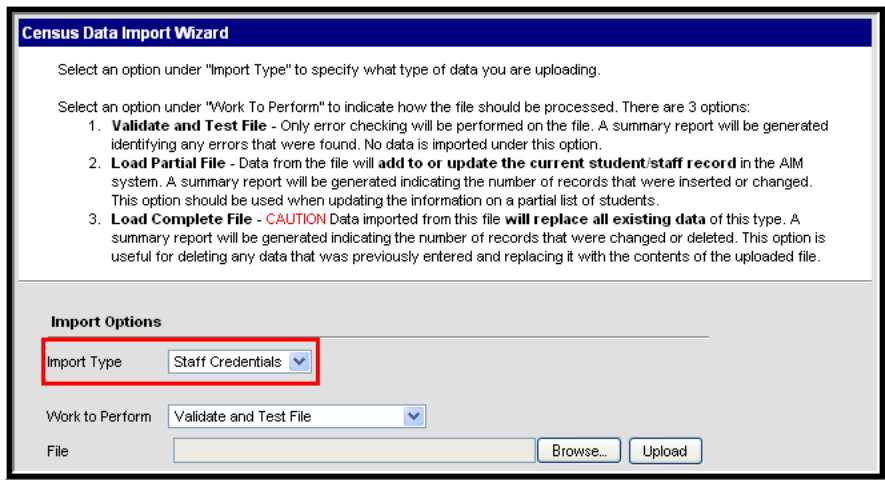 Census Data Import Wizard
Select an option under "Import Type" to specify what type of data you are uploading.
Select an option under "Work To Perform" to indicate how the file should be processed. There are 3 options:
1. Validate and Test File - Only error checking will be performed on the file. A summary report will be generated
identifying any errors that were found. No data is imported under this option.
2. Load Partial File - Data from the file will add to or update the current student/staff record in the AIM
system. A summary report will be generated indicating the number of records that were inserted or changed.
This option should be used when updating the information on a partial list of students.
3. Load Complete File - CAUTION Data imported from this file will replace all existing data of this type. A
summary report will be generated indicating the number of records that were changed or deleted. This option is
useful for deleting any data that was previously entered and replacing it with the contents of the uploaded file.
Import Options
Import Type Staff Credentials
Work to Perform Validate and Test File
File Browse... Upload